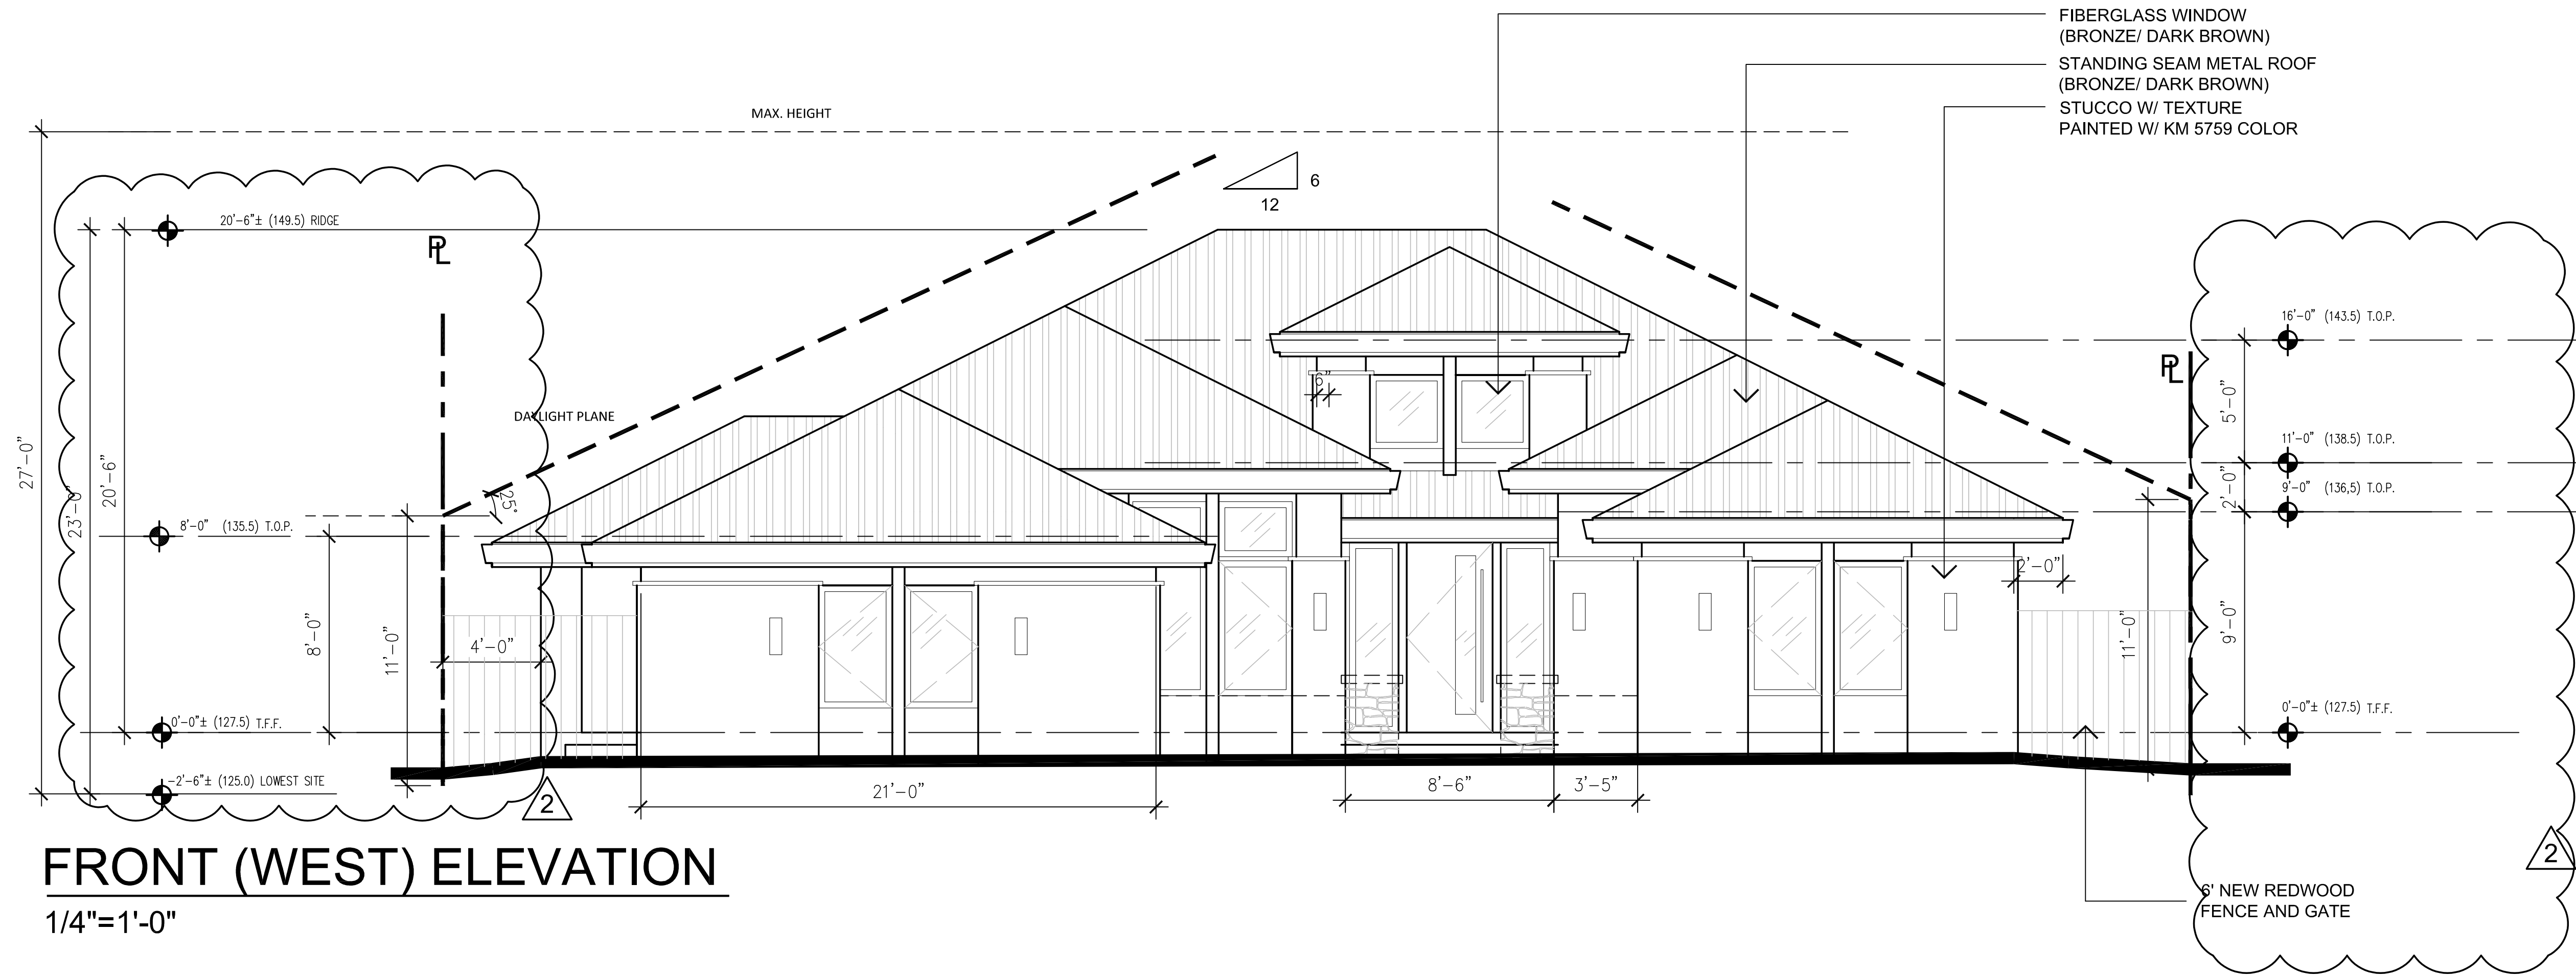 FIBERGLASS WINDOW
(BRONZE/ DARK BROWN)
STANDING SEAM METAL ROOF
(BRONZE/ DARK BROWN)
STUCCO W/ TEXTURE
PAINTED W/ KM 5759 COLOR
MAX. HEIGHT
6
12
20'-6"± (149.5) RIDGE
PL
DAYLIGHT PLANE
25°
27'-0"
23'-0"
20'-6"
8'-0" (135.5) T.O.P.
8'-0"
11'-0"
4'-0"
0'-0"± (127.5) T.F.F.
-2'-6"± (125.0) LOWEST SITE
2
6"
21'-0"
8'-6"
3'-5"
2'-0"
16'-0" (143.5) T.O.P.
PL
5'-0"
11'-0" (138.5) T.O.P.
2'-0"
9'-0" (136,5) T.O.P.
11'-0"
9'-0"
0'-0"± (127.5) T.F.F.
2
6' NEW REDWOOD
FENCE AND GATE
FRONT (WEST) ELEVATION
1/4"=1'-0"